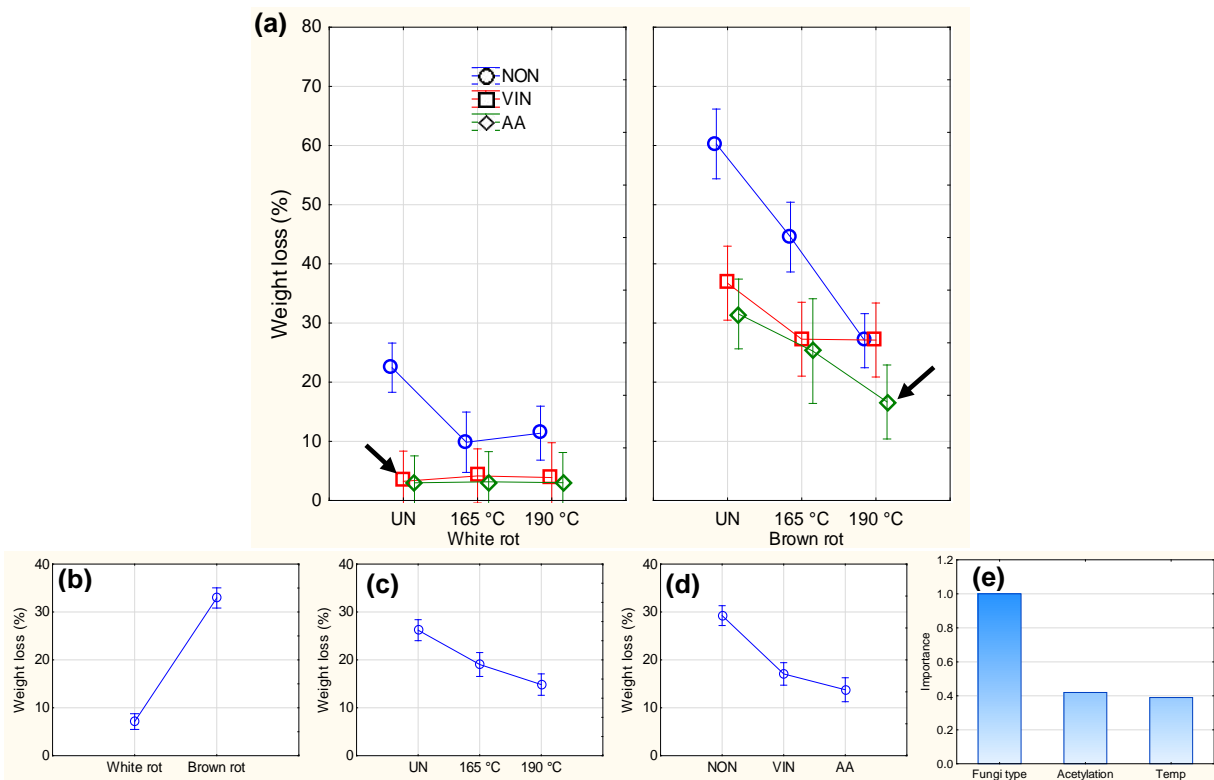 (a)
Weight loss (%)
80
70
60
50
40
30
20
10
0
NON
VIN
AA
UN 165 °C 190 °C
White rot
UN 165 °C 190 °C
Brown rot
(b)
Weight loss (%)
40
30
20
10
0
White rot Brown rot
(c)
Weight loss (%)
40
30
20
10
0
UN 165 °C 190 °C
(d)
Weight loss (%)
40
30
20
10
0
NON VIN AA
(e)
Importance
1.2
1.0
0.8
0.6
0.4
0.2
0.0
Fungi type Acetylation Temp